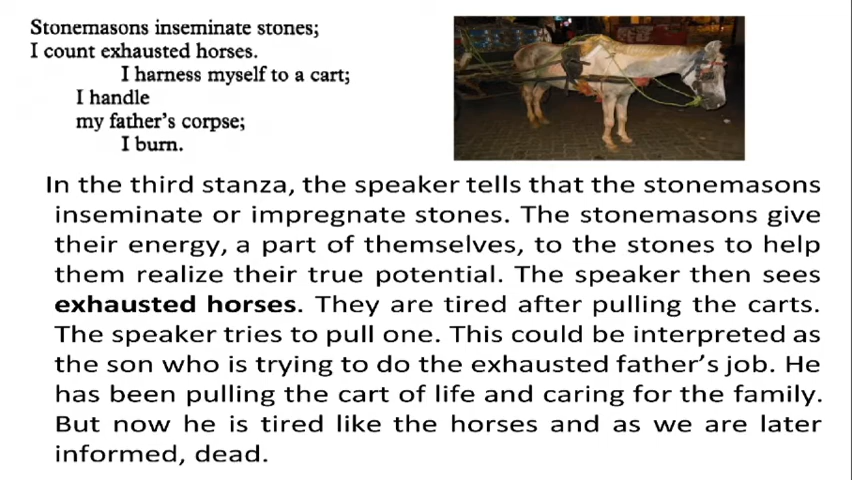 Stonemasons inseminate stones;
I count exhausted horses.
I harness myself to a cart;
I handle
my father's corpse;
I burn.
In the third stanza, the speaker tells that the stonemasons
inseminate or impregnate stones. The stonemasons give
their energy, a part of themselves, to the stones to help
them realize their true potential. The speaker then sees
exhausted horses. They are tired after pulling the carts.
The speaker tries to pull one. This could be interpreted as
the son who is trying to do the exhausted father's job. He
has been pulling the cart of life and caring for the family.
But now he is tired like the horses and as we are later
informed, dead.